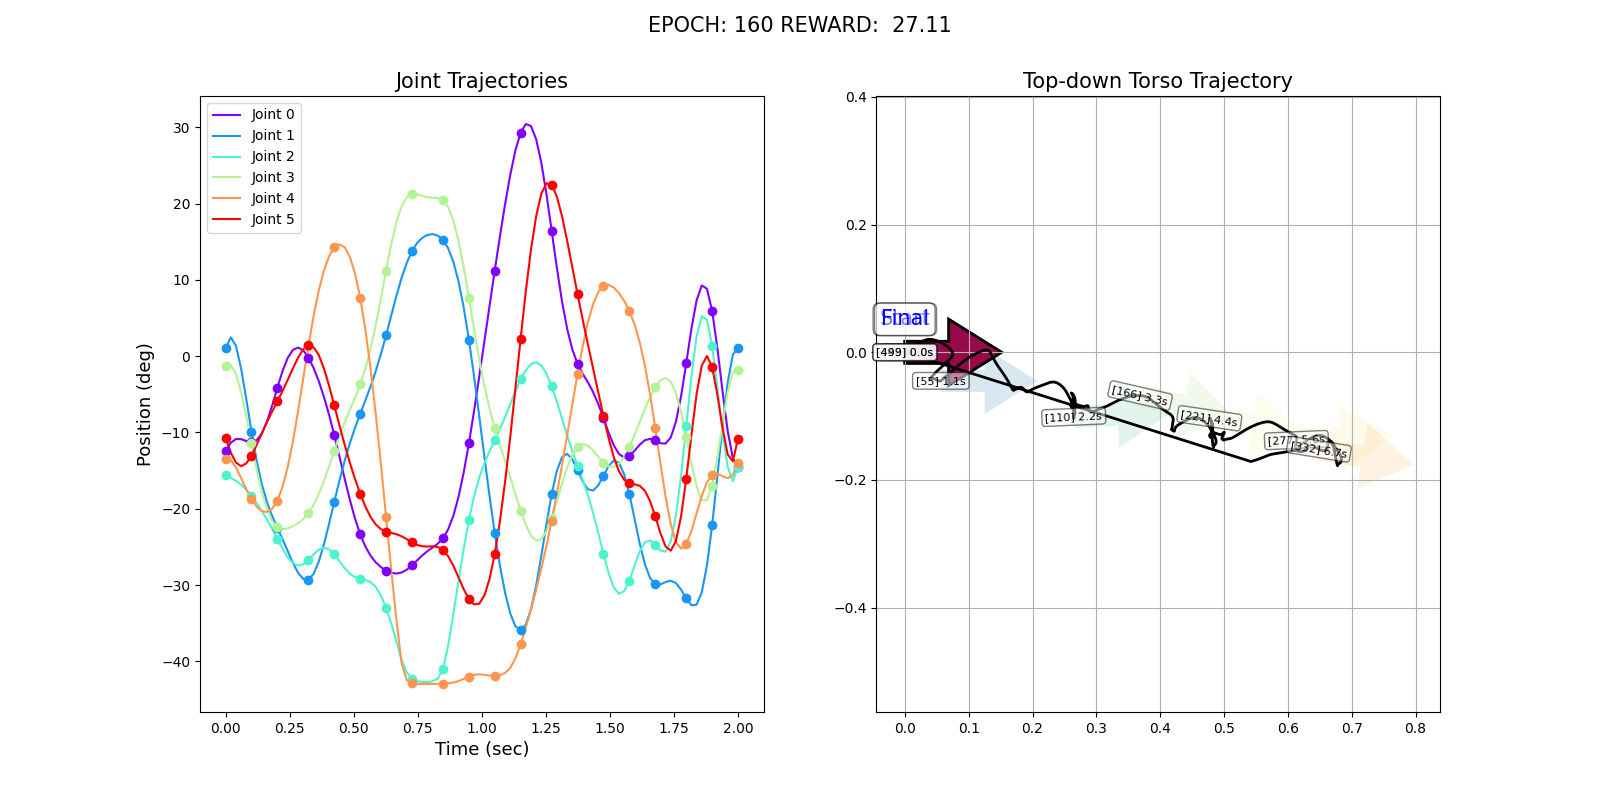 EPOCH: 160 REWARD:  27.11
Joint Trajectories
Top-down Torso Trajectory
Joint 0
Joint 1
Joint 2
Joint 3
Joint 4
Joint 5
30
20
10
0
−10
−20
−30
−40
Position (deg)
0.00
0.25
0.50
0.75
1.00
1.25
1.50
1.75
2.00
Time (sec)
0.4
0.2
0.0
−0.2
−0.4
Final
[499] 0.0s
[55] 1.1s
[110] 2.2s
[166] 3.3s
[221] 4.4s
[332] 6.7s
0.0
0.1
0.2
0.3
0.4
0.5
0.6
0.7
0.8